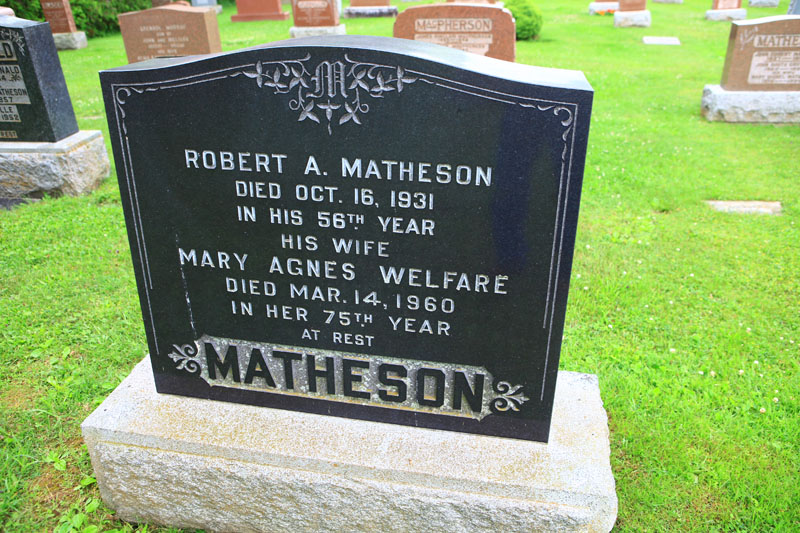 M
ROBERT A. MATHESON
DIED OCT. 16, 1931
IN HIS 56TH YEAR
HIS WIFE
MARY AGNES WELFARE
DIED MAR. 14, 1960
IN HER 75TH YEAR
AT REST
MATHESON
MACPHERSON
MATHE